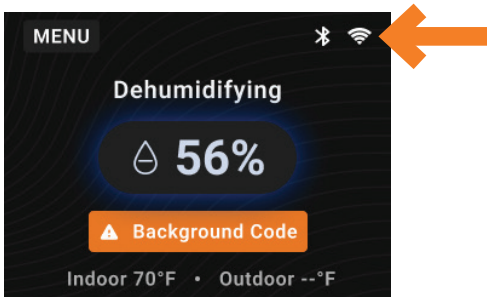 MENU
Dehumidifying
56%
Background Code
Indoor 70°F • Outdoor --°F